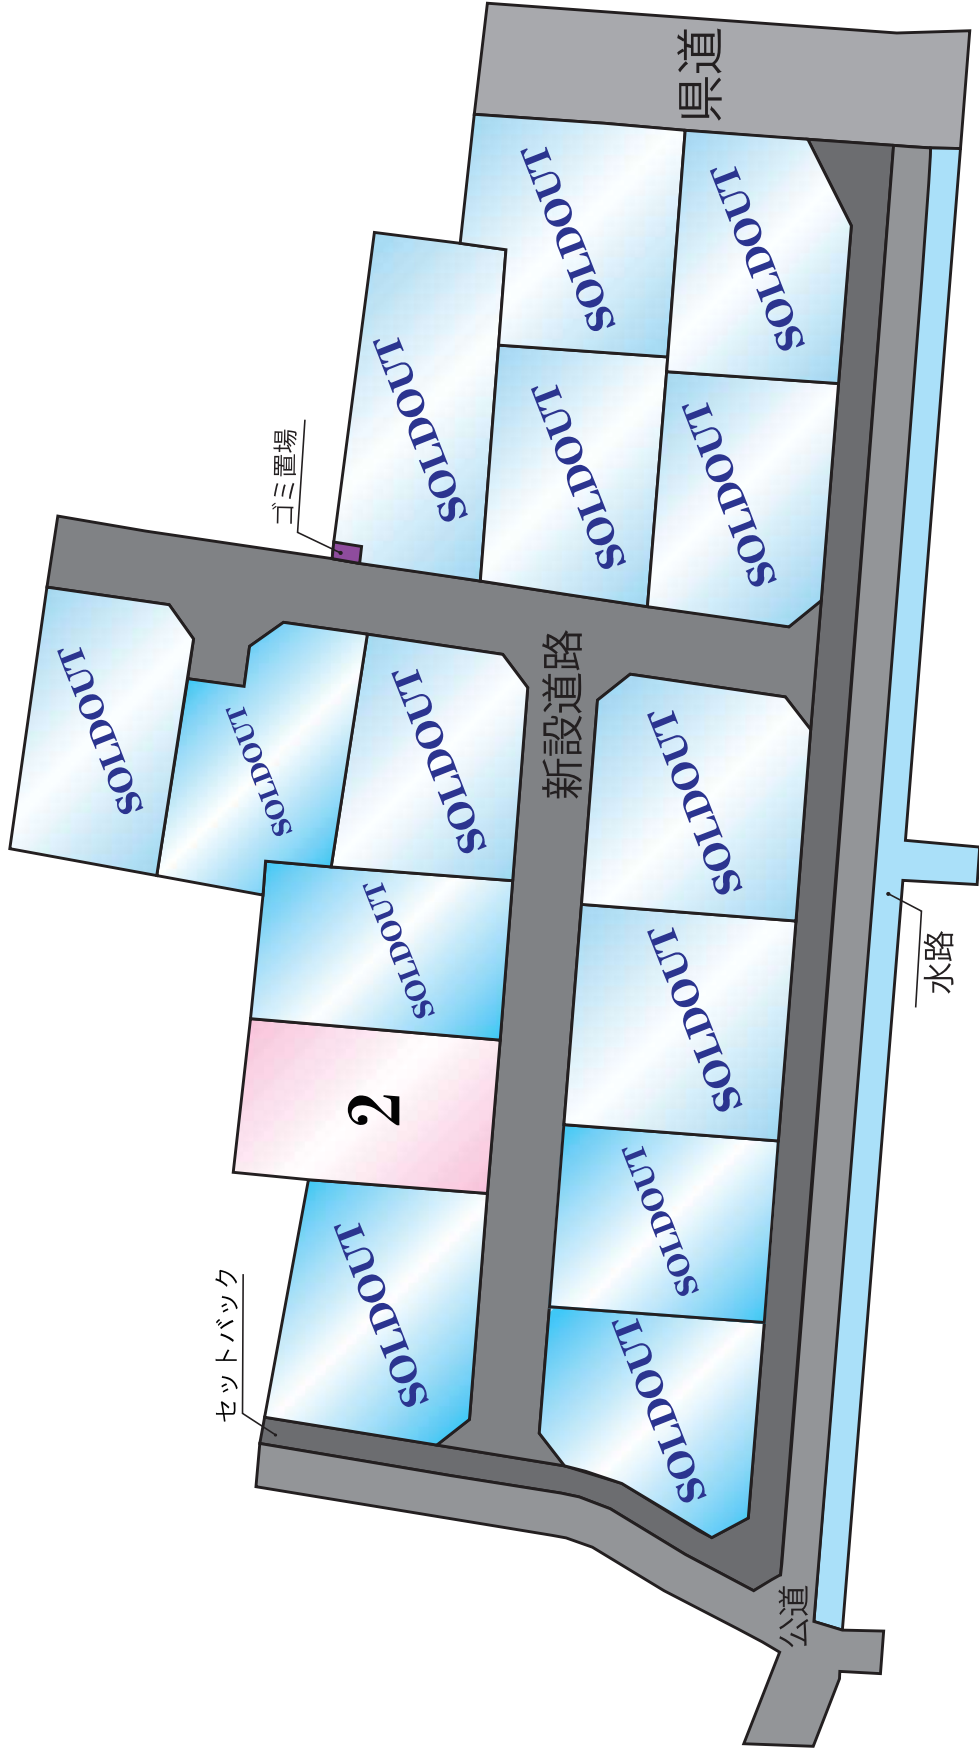 SOLDOUT
SOLDOUT
セットバック
ゴミ置場
SOLDOUT
2
SOLDOUT
SOLDOUT
SOLDOUT
SOLDOUT
SOLDOUT
県道
新設道路
SOLDOUT
SOLDOUT
SOLDOUT
SOLDOUT
SOLDOUT
SOLDOUT
公道
水路